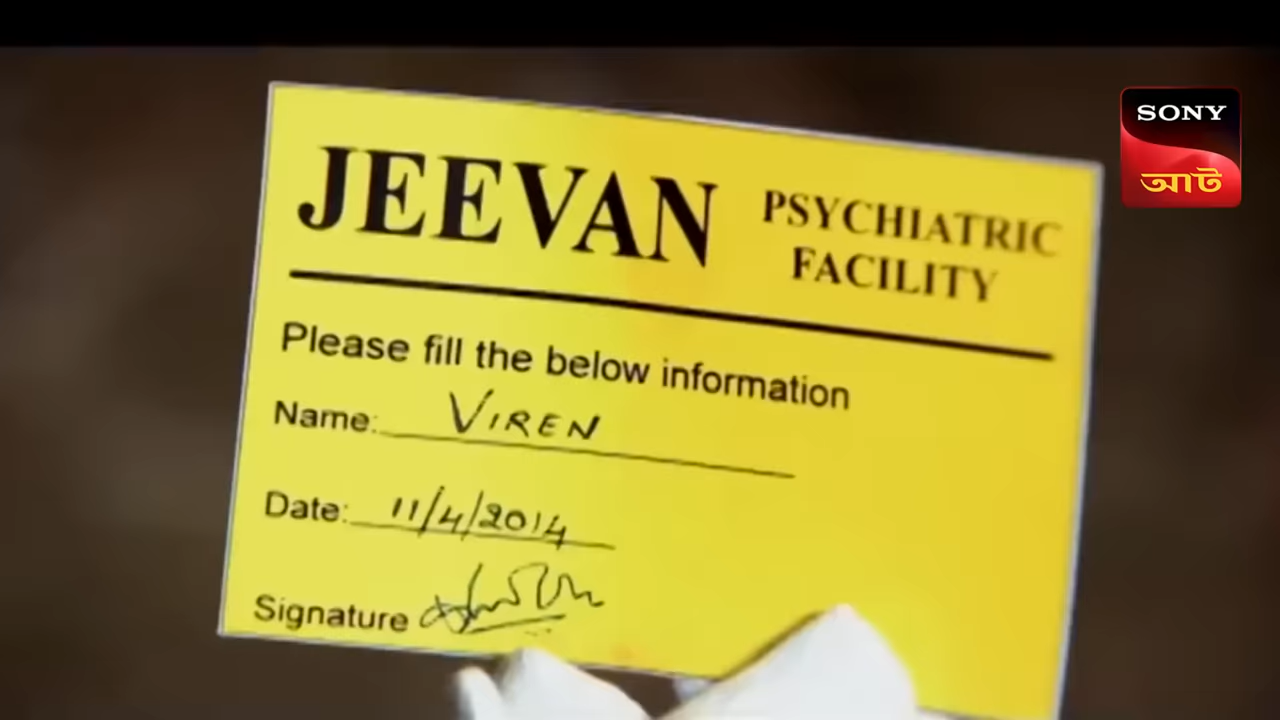 SONY
আট
JEEVAN PSYCHIATRIC
FACILITY
Please fill the below information
Name: VIREN
Date: 11/4/2014
Signature